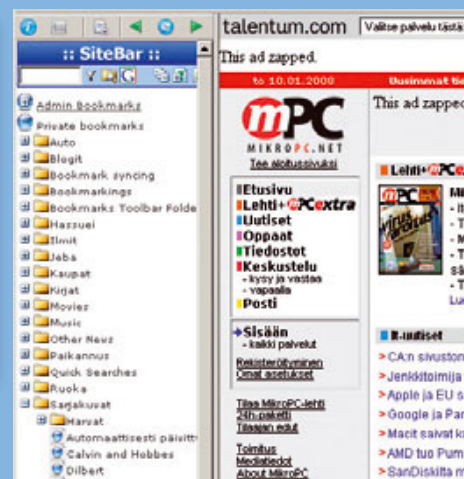 :: SiteBar ::
Admin Bookmarks
Private bookmarks
Auto
Blogit
Bookmark syncing
Bookmarkings
Bookmarks Toolbar Folde
Hassuei
Ilmit
Jeba
Kaupat
Kirjat
Movies
Music
Other News
Paikannus
Quick Searches
Ruoka
Sarjakuvat
Harvat
Automaattisesti päivitt
Calvin and Hobbes
Dilbert
talentum.com Valitse palvelu tästä
This ad zapped.
to 10.01.2008 Uusimmat tie
mPC
MIKROPC.NET
Tee aloitussivuksi
Etusivu
Lehti+mPCextra
Uutiset
Oppaat
Tiedostot
Keskustelu
- kysy ja vastaa
- vapaalla
Posti
Sisään
- kaikki palvelut
Rekisteröityminen
Omat asetukset
Tilaa MikroPC-lehti
24h-paketti
Tilaajan edut
Toimitus
Mediatiedot
About MikroPC
This ad zapped
Lehti+mPCex
It-uutiset
> CA:n sivuston
> Jenkkitoimija
> Apple ja EU s
> Google ja Par
> Macit saivat k
> AMD tuo Pum
> SanDiskilta m